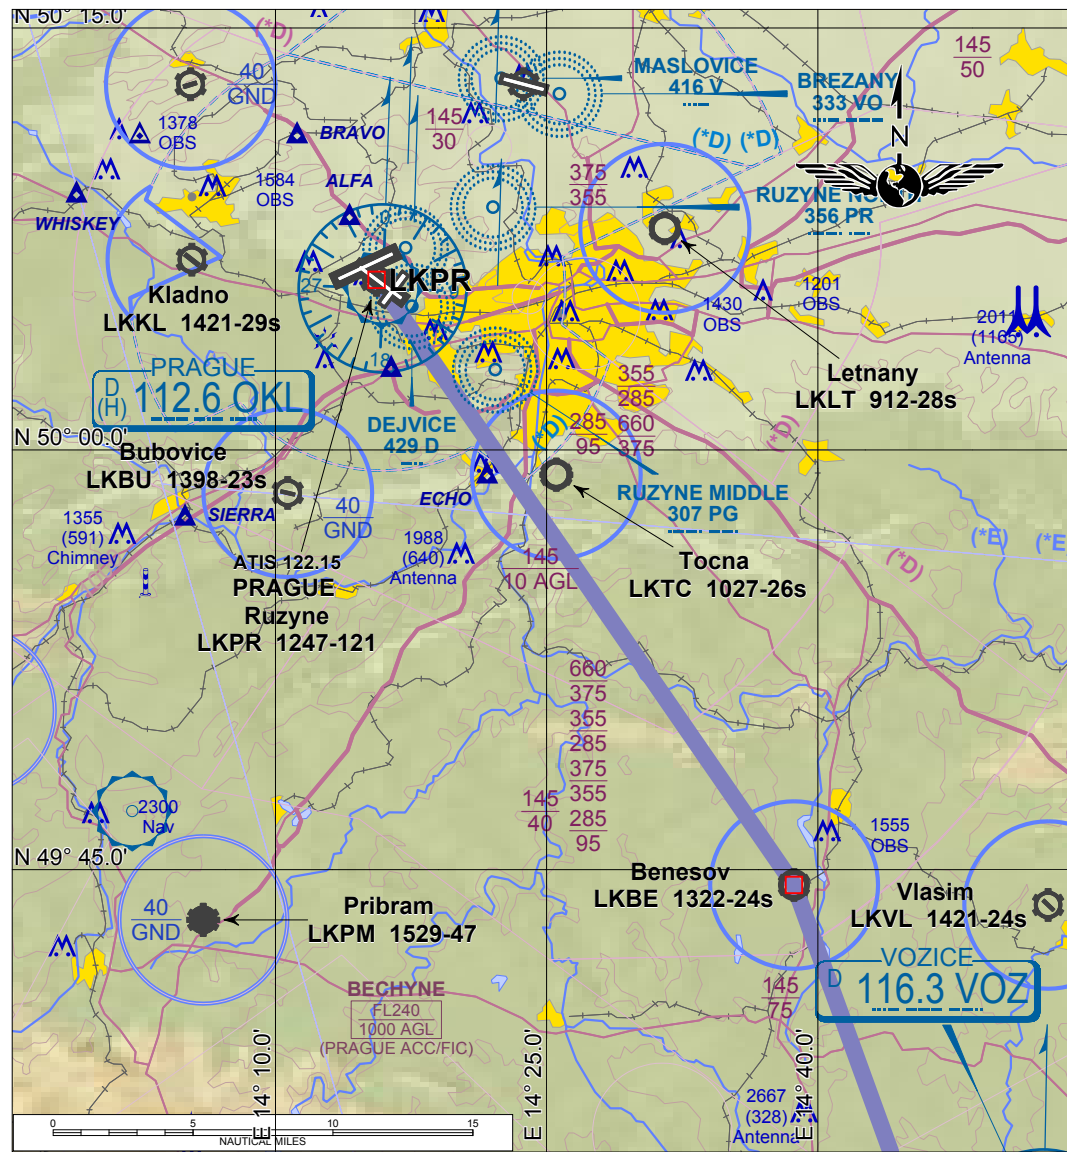 N 50° 15.0'
(*D)
40
GND
1378
OBS
BRAVO
145
30
MASLOVICE
416 V
BREZANY
333 VO
145
50
N
(*D) (*D)
375
355
ALFA
1584
OBS
WHISKEY
RUZYNE NO
356 PR
0
27
18
LKPR
Kladno
LKKL 1421-29s
1430
OBS
1201
OBS
2011
(1165)
Antenna
PRAGUE
D
(H)
112.6 OKL
Letnany
LKLT 912-28s
355
285
660
375
285
95
(*D)
(*D)
DEJVICE
429 D
N 50° 00.0'
Bubovice
LKBU 1398-23s
ECHO
RUZYNE MIDDLE
307 PG
SIERRA
40
GND
1355
(591)
Chimney
1988
(640)
Antenna
(*E)
(*E
(*D)
ATIS 122.15
PRAGUE
Ruzyne
LKPR 1247-121
145
10 AGL
Tocna
LKTC 1027-26s
660
375
355
285
375
355
285
95
145
40
2300
Nav
N 49° 45.0'
1555
OBS
Benesov
LKBE 1322-24s
Vlasim
LKVL 1421-24s
40
GND
Pribram
LKPM 1529-47
VOZICE
D
116.3 VOZ
145
75
BECHYNE
FL240
1000 AGL
(PRAGUE ACC/FIC)
2667
(328)
Antenna
E 14° 10.0'
E 14° 25.0'
E 14° 40.0'
0 5 10 15
NAUTICAL MILES